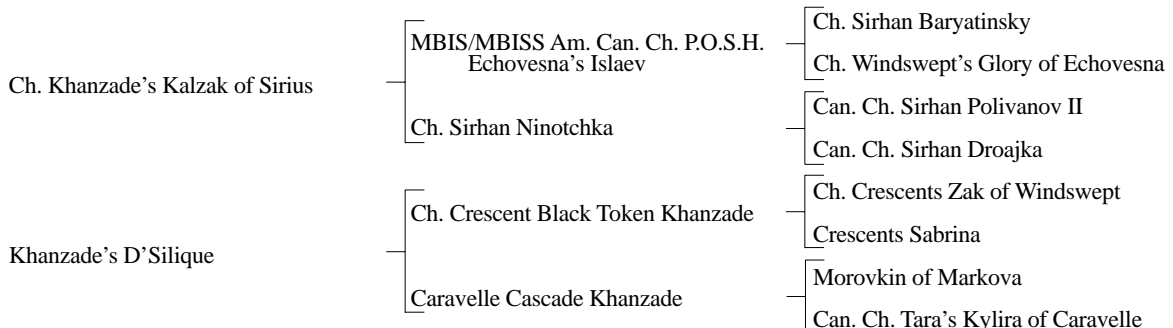 Ch. Sirhan Baryatinsky
MBIS/MBISS Am. Can. Ch. P.O.S.H.
Echovesna’s Islaev
Ch. Windswept’s Glory of Echovesna
Ch. Khanzade’s Kalzak of Sirius
Can. Ch. Sirhan Polivanov II
Ch. Sirhan Ninotchka
Can. Ch. Sirhan Droajka
Ch. Crescents Zak of Windswept
Ch. Crescent Black Token Khanzade
Crescents Sabrina
Khanzade’s D’Silique
Morovkin of Markova
Caravelle Cascade Khanzade
Can. Ch. Tara’s Kylira of Caravelle